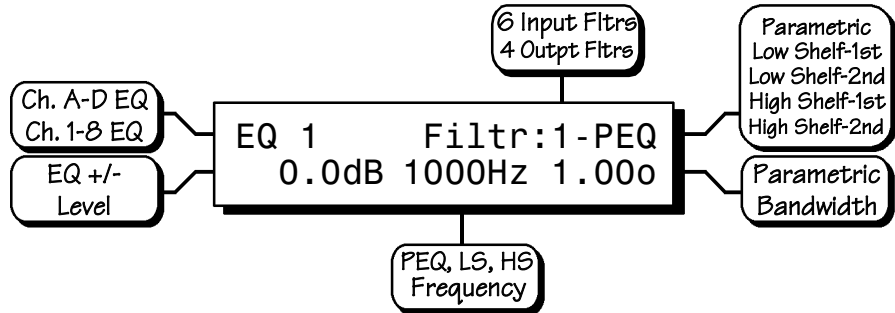 6 Input Fltrs
4 Outpt Fltrs
Parametric
Low Shelf-1st
Low Shelf-2nd
High Shelf-1st
High Shelf-2nd
Ch. A-D EQ
Ch. 1-8 EQ
EQ 1 Filtr:1-PEQ
0.0dB 1000Hz 1.00o
EQ +/-
Level
Parametric
Bandwidth
PEQ, LS, HS
Frequency